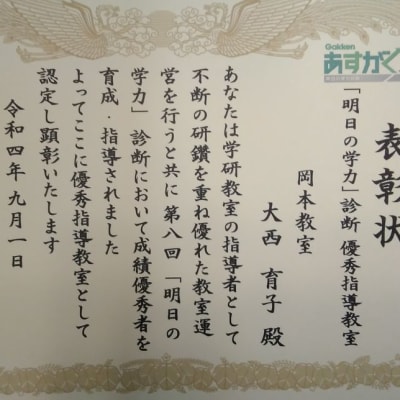 Gakken
あすがく
表彰状
「明日の学力」診断 優秀指導教室
岡本教室
大西 育子 殿
あなたは学研教室の指導者として
不断の研鑽を重ね優れた教室運
営を行うと共に第八回「明日の
学力」診断において成績優秀者を
育成・指導されました
よってここに優秀指導教室として
認定し顕彰いたします
令和四年九月一日